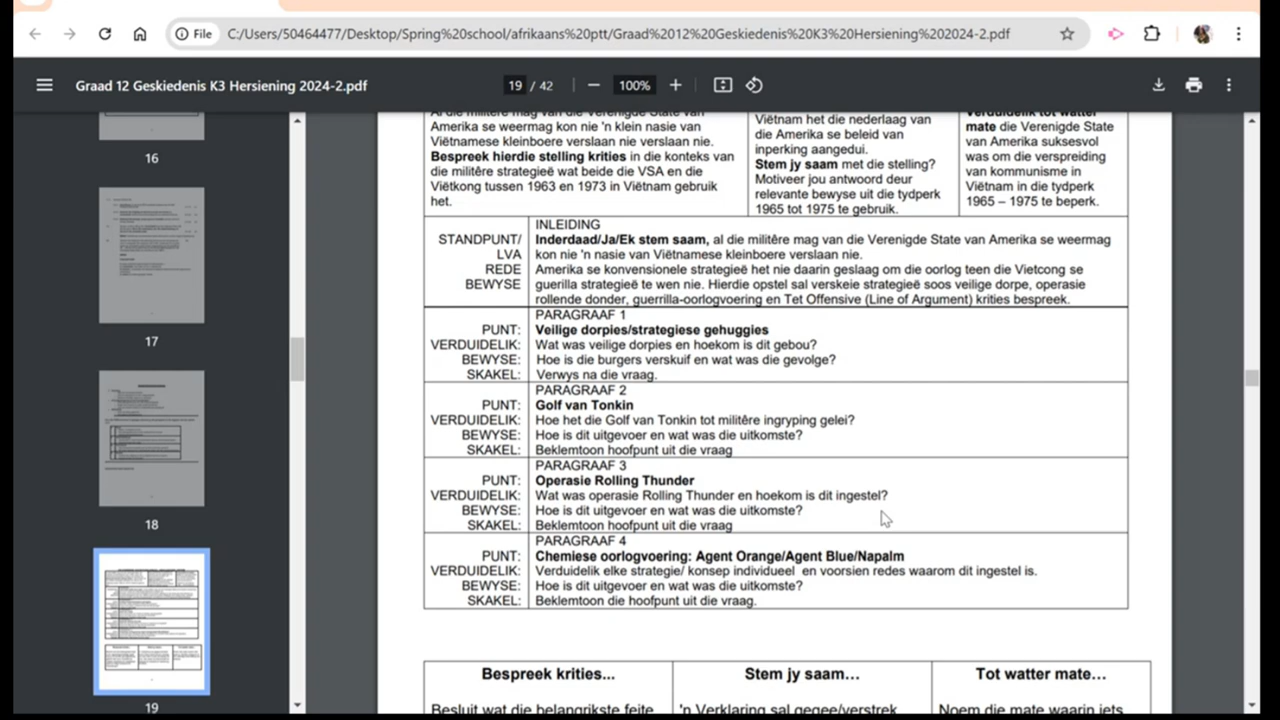 File
C:/Users/50464477/Desktop/Spring%20school/afrikaans%20ptt/Graad%2012%20Geskiedenis%20K3%20Hersiening%202024-2.pdf
Graad 12 Geskiedenis K3 Hersiening 2024-2.pdf
19 / 42
100%
16
17
18
19
Al die militêre mag van die Verenigde State van
Amerika se weermag kon nie 'n klein nasie van
Viëtnamese kleinboere verslaan nie verslaan nie.
Bespreek hierdie stelling krities in die konteks van
die militêre strategieë wat beide die VSA en die
Viëtkong tussen 1963 en 1973 in Viëtnam gebruik
het.
Viëtnam het die nederlaag van
die Amerika se beleid van
inperking aangedui.
Stem jy saam met die stelling?
Motiveer jou antwoord deur
relevante bewyse uit die tydperk
1965 tot 1975 te gebruik.
Verduidelik tot watter
mate die Verenigde State
van Amerika suksesvol
was om die verspreiding
van kommunisme in
Viëtnam in die tydperk
1965 – 1975 te beperk.
INLEIDING
STANDPUNT/ Inderdaad/Ja/Ek stem saam, al die militêre mag van die Verenigde State van Amerika se weermag
LVA kon nie 'n nasie van Viëtnamese kleinboere verslaan nie.
REDE Amerika se konvensionele strategieë het nie daarin geslaag om die oorlog teen die Vietcong se
BEWYSE guerilla strategieë te wen nie. Hierdie opstel sal verskeie strategieë soos veilige dorpe, operasie
rollende donder, guerrilla-oorlogvoering en Tet Offensive (Line of Argument) krities bespreek.
PARAGRAAF 1
PUNT: Veilige dorpies/strategiese gehuggies
VERDUIDELIK: Wat was veilige dorpies en hoekom is dit gebou?
BEWYSE: Hoe is die burgers verskuif en wat was die gevolge?
SKAKEL: Verwys na die vraag.
PARAGRAAF 2
PUNT: Golf van Tonkin
VERDUIDELIK: Hoe het die Golf van Tonkin tot militêre ingryping gelei?
BEWYSE: Hoe is dit uitgevoer en wat was die uitkomste?
SKAKEL: Beklemtoon hoofpunt uit die vraag
PARAGRAAF 3
PUNT: Operasie Rolling Thunder
VERDUIDELIK: Wat was operasie Rolling Thunder en hoekom is dit ingestel?
BEWYSE: Hoe is dit uitgevoer en wat was die uitkomste?
SKAKEL: Beklemtoon hoofpunt uit die vraag
PARAGRAAF 4
PUNT: Chemiese oorlogvoering: Agent Orange/Agent Blue/Napalm
VERDUIDELIK: Verduidelik elke strategie/ konsep individueel en voorsien redes waarom dit ingestel is.
BEWYSE: Hoe is dit uitgevoer en wat was die uitkomste?
SKAKEL: Beklemtoon die hoofpunt uit die vraag.
Bespreek krities...
Stem jy saam…
Tot watter mate…
Besluit wat die belangrikste feite
'n Verklaring sal gegee/verstrek
Noem die mate waarin iets